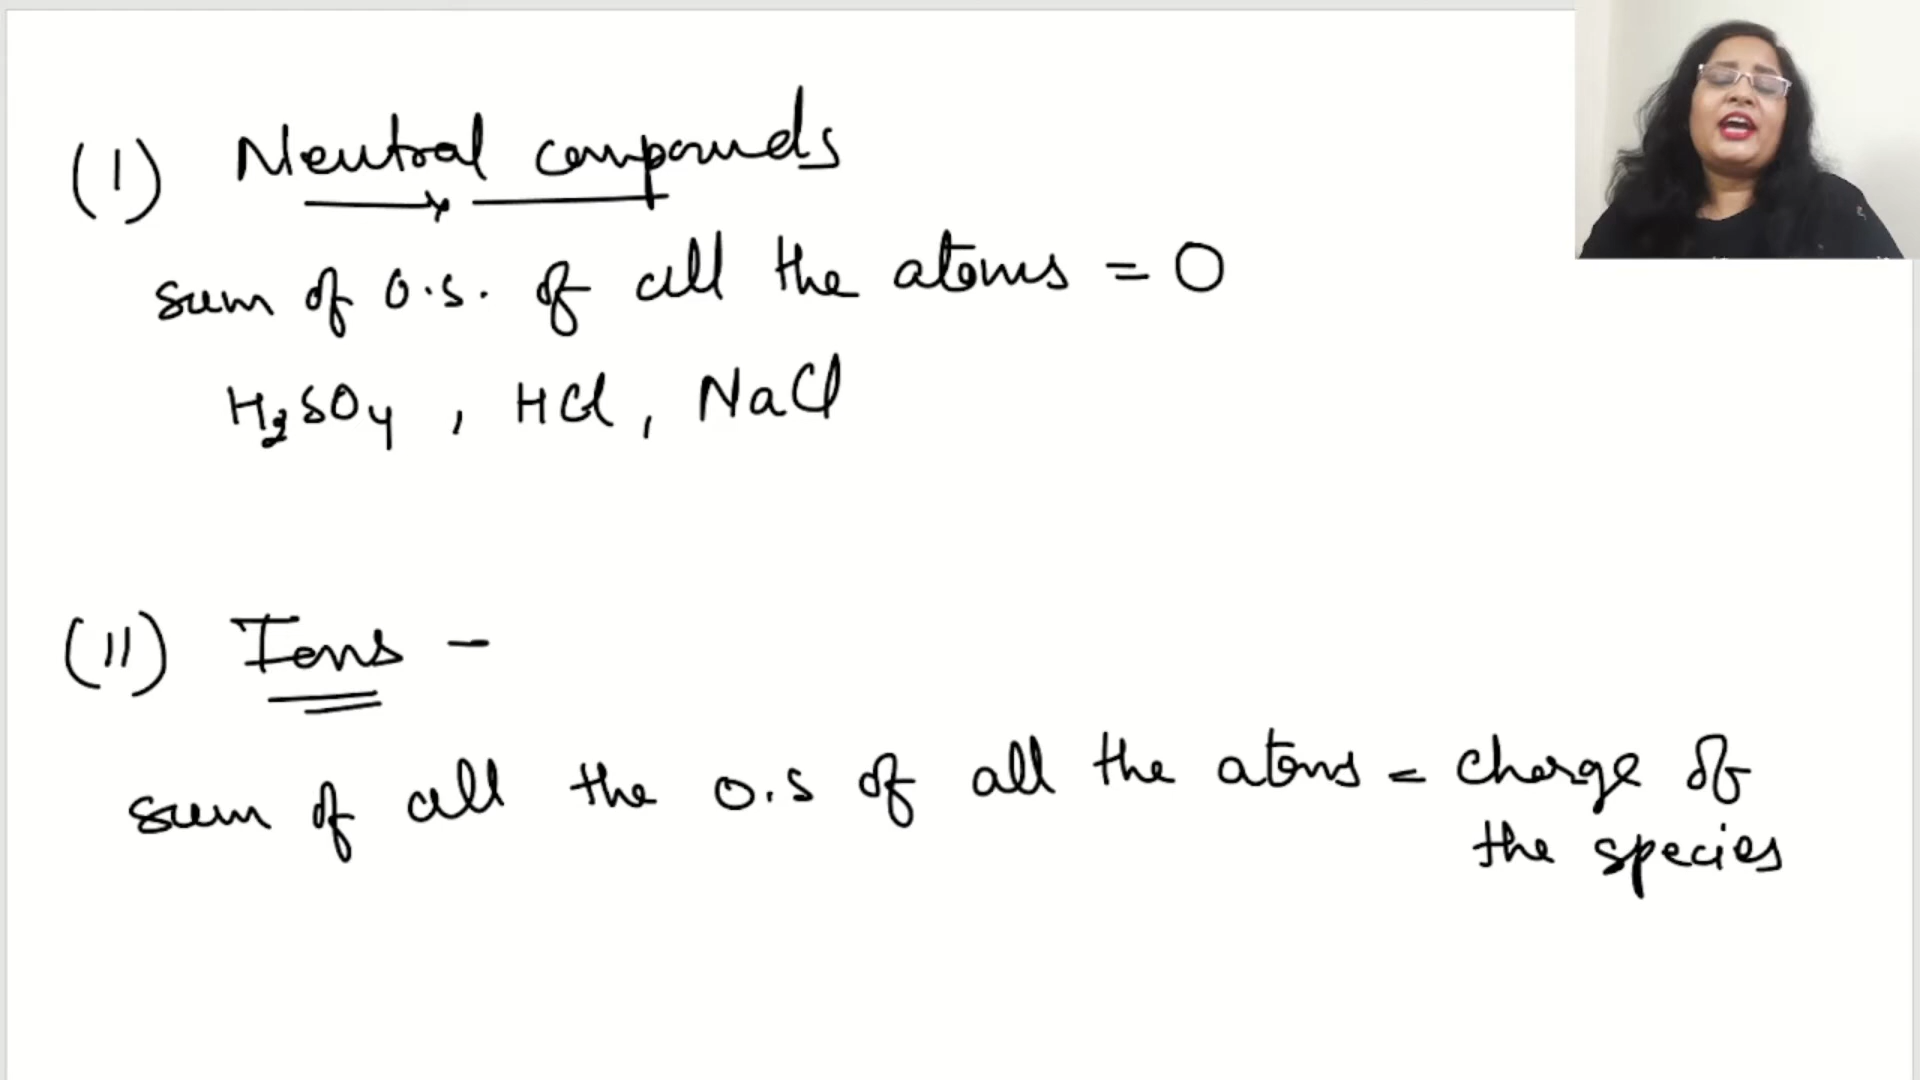 (I) Neutral compounds
sum of O.S. of all the atoms = 0
H2SO4, HCl, NaCl
(II) Ions -
sum of all the O.S of all the atoms = charge of
the species